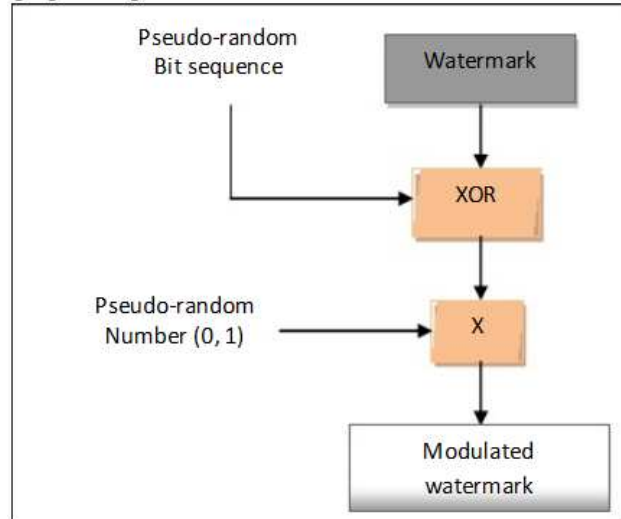 Pseudo-random
Bit sequence
Watermark
XOR
Pseudo-random
Number (0, 1)
X
Modulated
watermark